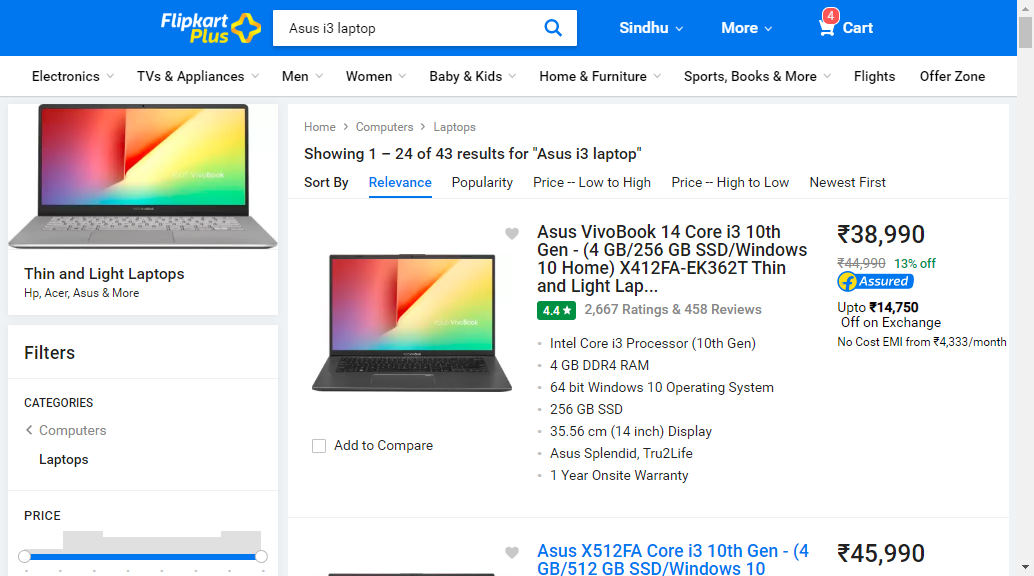 Flipkart
Plus
Asus i3 laptop
Sindhu
More
4
Cart
Electronics
TVs & Appliances
Men
Women
Baby & Kids
Home & Furniture
Sports, Books & More
Flights
Offer Zone
Thin and Light Laptops
Hp, Acer, Asus & More
Filters
CATEGORIES
Computers
Laptops
PRICE
Home > Computers > Laptops
Showing 1 – 24 of 43 results for "Asus i3 laptop"
Sort By
Relevance
Popularity
Price -- Low to High
Price -- High to Low
Newest First
VivoBook
Asus VivoBook 14 Core i3 10th
Gen - (4 GB/256 GB SSD/Windows
10 Home) X412FA-EK362T Thin
and Light Lap...
4.4 ★ 2,667 Ratings & 458 Reviews
Intel Core i3 Processor (10th Gen)
4 GB DDR4 RAM
64 bit Windows 10 Operating System
256 GB SSD
35.56 cm (14 inch) Display
Asus Splendid, Tru2Life
1 Year Onsite Warranty
Add to Compare
₹38,990
₹44,990 13% off
Assured
Upto ₹14,750
Off on Exchange
No Cost EMI from ₹4,333/month
Asus X512FA Core i3 10th Gen - (4
GB/512 GB SSD/Windows 10
₹45,990